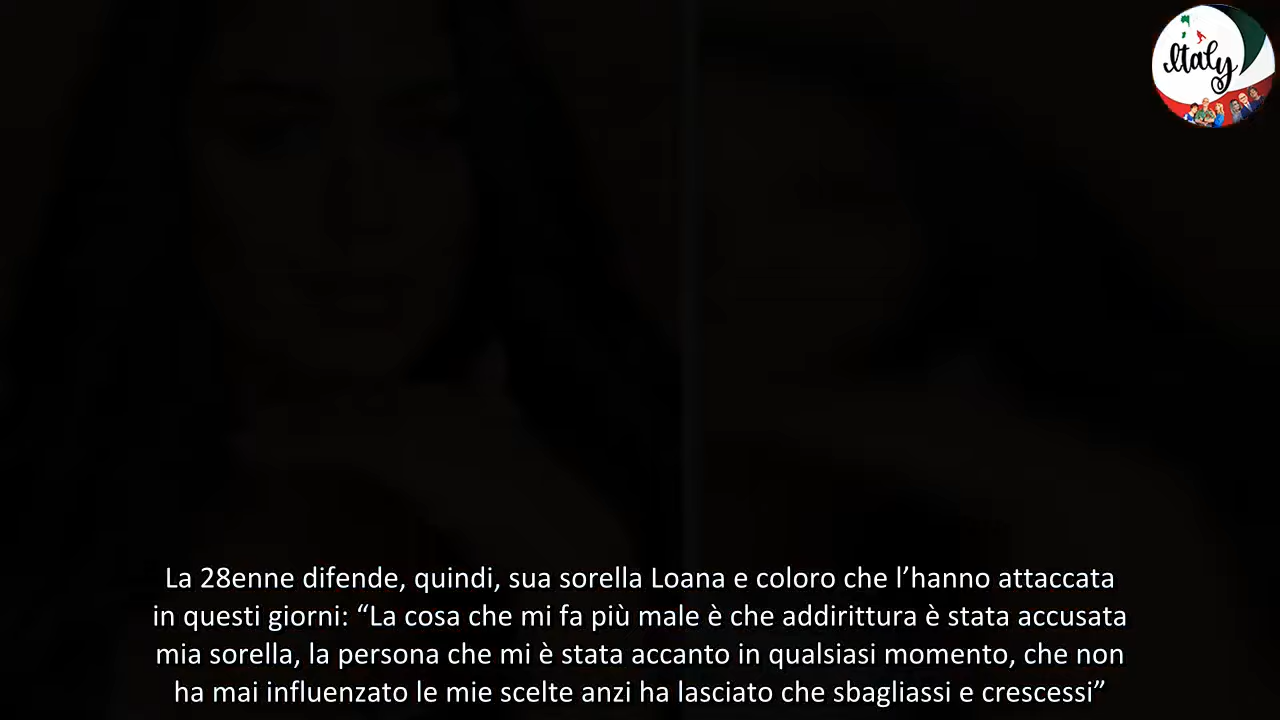 Italy
La 28enne difende, quindi, sua sorella Loana e coloro che l’hanno attaccata
in questi giorni: “La cosa che mi fa più male è che addirittura è stata accusata
mia sorella, la persona che mi è stata accanto in qualsiasi momento, che non
ha mai influenzato le mie scelte anzi ha lasciato che sbagliassi e crescessi”